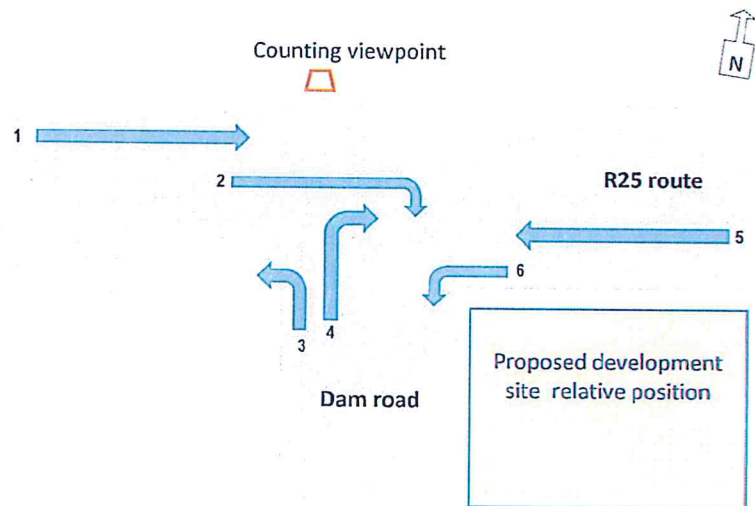 N
Counting viewpoint
1
2
R25 route
5
6
3
4
Proposed development
site relative position
Dam road